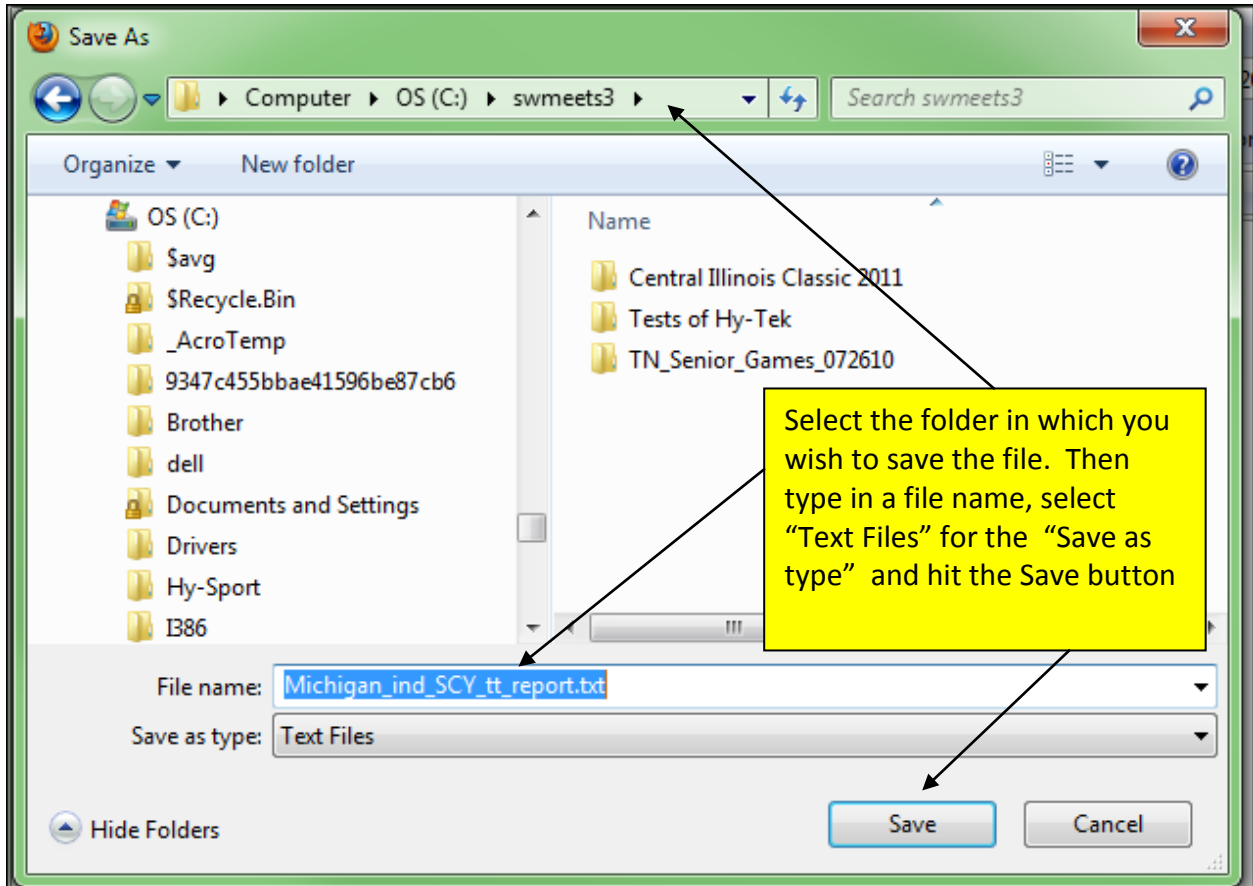 Save As
X
Computer ▸ OS (C:) ▸ swmeets3 ▸
Search swmeets3
Organize
New folder
?
OS (C:)
$avg
$Recycle.Bin
_AcroTemp
9347c455bbae41596be87cb6
Brother
dell
Documents and Settings
Drivers
Hy-Sport
I386
Name
Central Illinois Classic 2011
Tests of Hy-Tek
TN_Senior_Games_072610
Select the folder in which you
wish to save the file. Then
type in a file name, select
“Text Files” for the “Save as
type” and hit the Save button
File name: Michigan_ind_SCY_tt_report.txt
Save as type: Text Files
Hide Folders
Save
Cancel